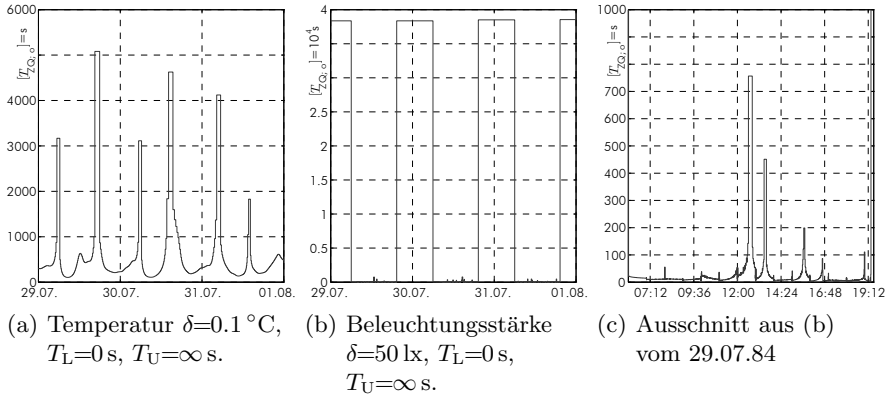 6000
5000
4000
3000
2000
1000
0
[T_ZQ;o]=s
29.07. 30.07. 31.07. 01.08.
4
3.5
3
2.5
2
1.5
1
0.5
0
[T_ZQ;o]=10^4 s
29.07. 30.07. 31.07. 01.08.
1000
900
800
700
600
500
400
300
200
100
0
[T_ZQ;o]=s
07:12 09:36 12:00 14:24 16:48 19:12
(a) Temperatur δ=0.1 °C,
T_L=0 s, T_U=∞ s.
(b) Beleuchtungsstärke
δ=50 lx, T_L=0 s,
T_U=∞ s.
(c) Ausschnitt aus (b)
vom 29.07.84